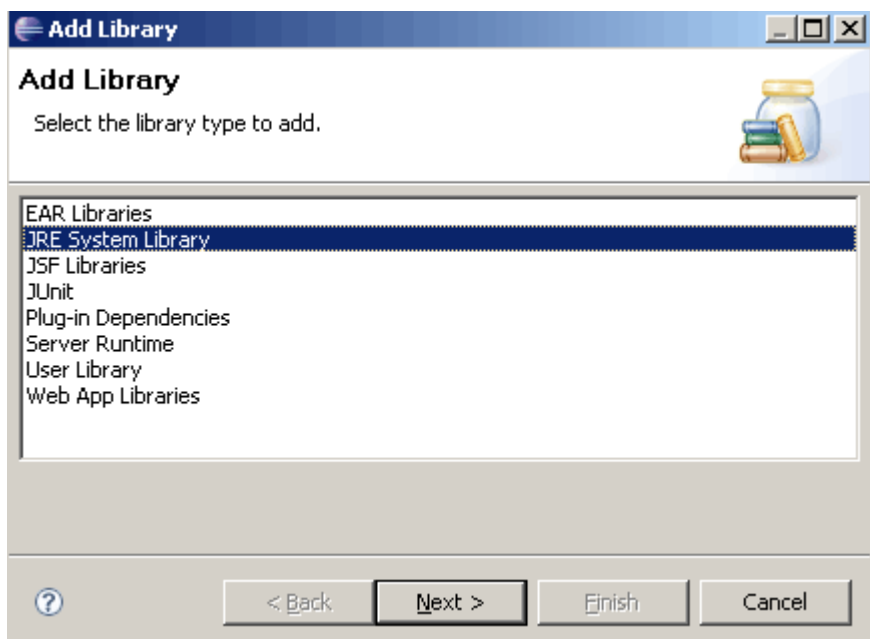 Add Library
Add Library
Select the library type to add.
EAR Libraries
JRE System Library
JSF Libraries
JUnit
Plug-in Dependencies
Server Runtime
User Library
Web App Libraries
?
< Back
Next >
Finish
Cancel